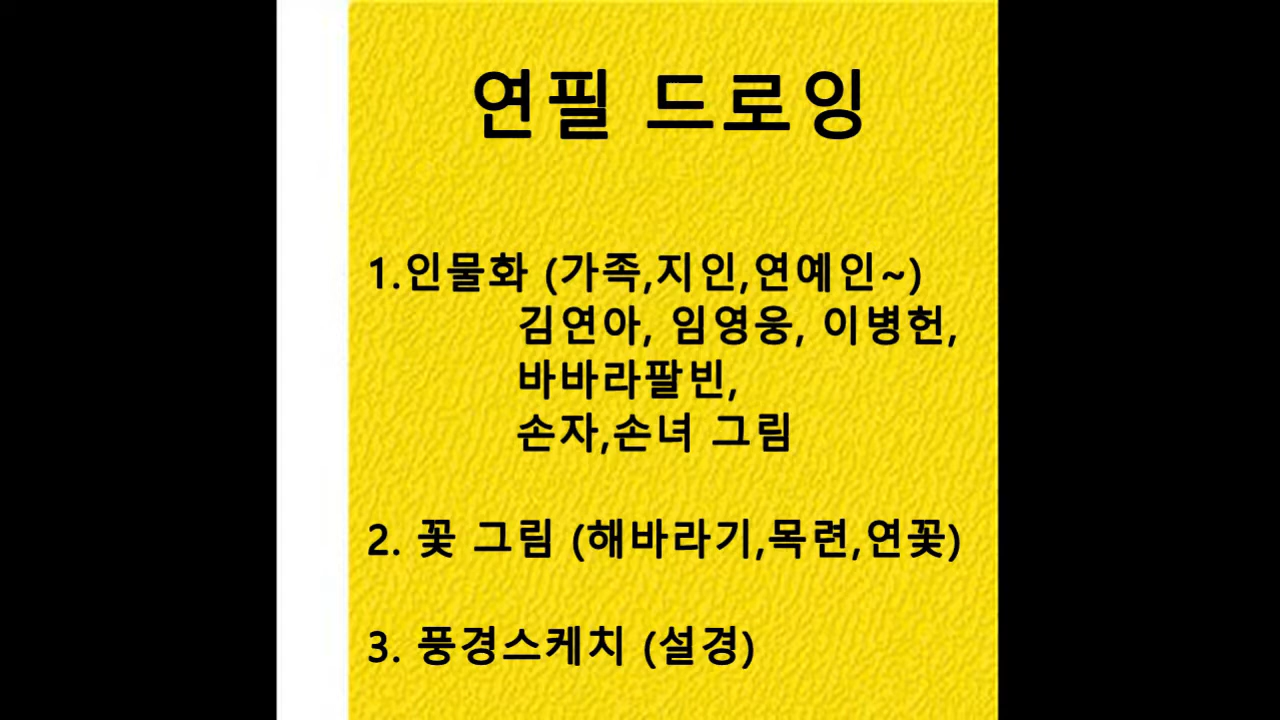 연필 드로잉
1.인물화 (가족,지인,연예인~)
김연아, 임영웅, 이병헌,
바바라팔빈,
손자,손녀 그림
2. 꽃 그림 (해바라기,목련,연꽃)
3. 풍경스케치 (설경)